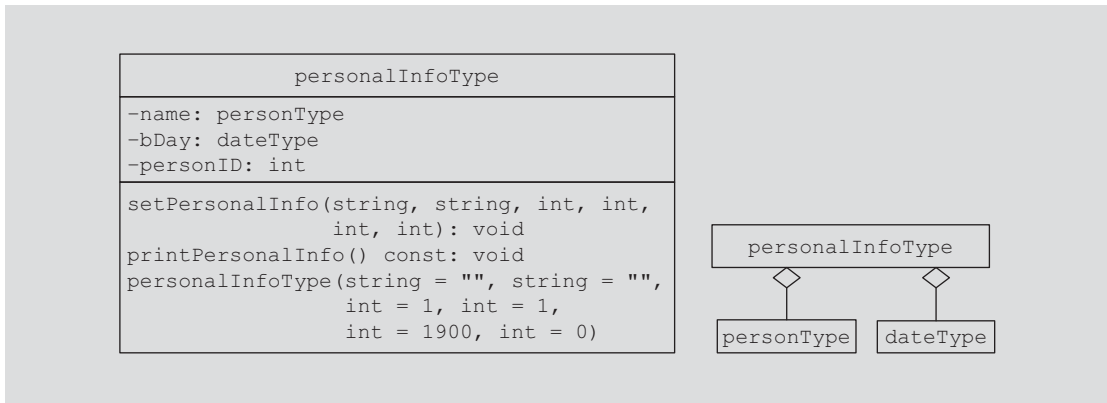 personalInfoType
-name: personType
-bDay: dateType
-personID: int
setPersonalInfo(string, string, int, int,
int, int): void
printPersonalInfo() const: void
personalInfoType(string = "", string = "",
int = 1, int = 1,
int = 1900, int = 0)
personalInfoType
personType
dateType